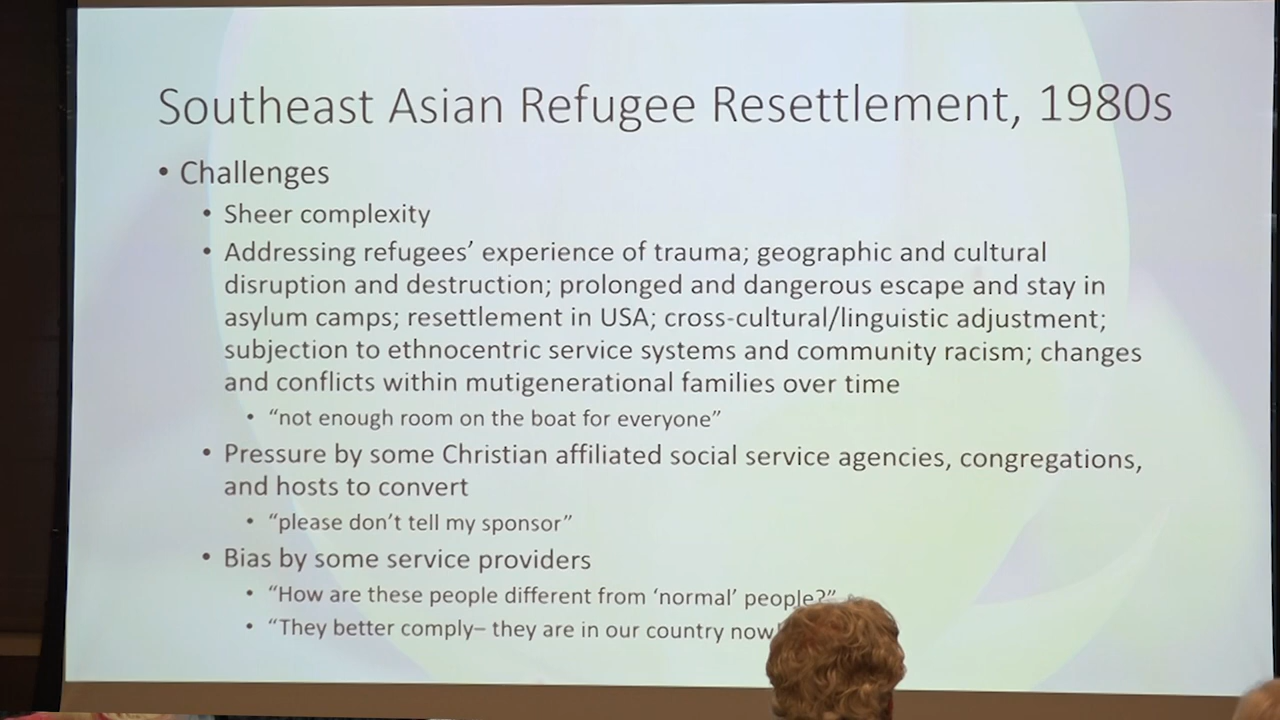 Southeast Asian Refugee Resettlement, 1980s
• Challenges
• Sheer complexity
• Addressing refugees’ experience of trauma; geographic and cultural
disruption and destruction; prolonged and dangerous escape and stay in
asylum camps; resettlement in USA; cross-cultural/linguistic adjustment;
subjection to ethnocentric service systems and community racism; changes
and conflicts within mutigenerational families over time
• “not enough room on the boat for everyone”
• Pressure by some Christian affiliated social service agencies, congregations,
and hosts to convert
• “please don’t tell my sponsor”
• Bias by some service providers
• “How are these people different from ‘normal’ people?”
• “They better comply– they are in our country now